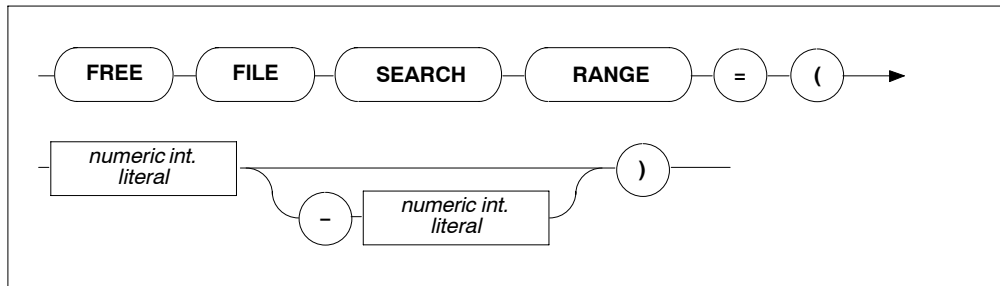 FREE FILE SEARCH RANGE = (
numeric int.
literal
)
–
numeric int.
literal